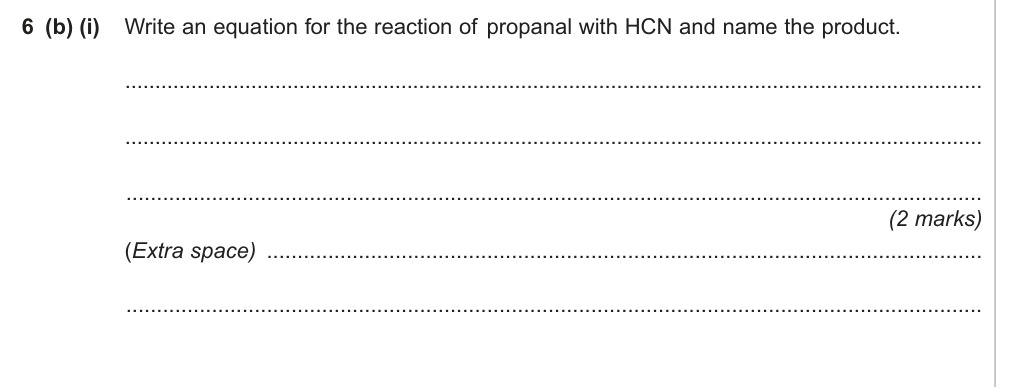 6 (b) (i) Write an equation for the reaction of propanal with HCN and name the product.
(2 marks)
(Extra space)